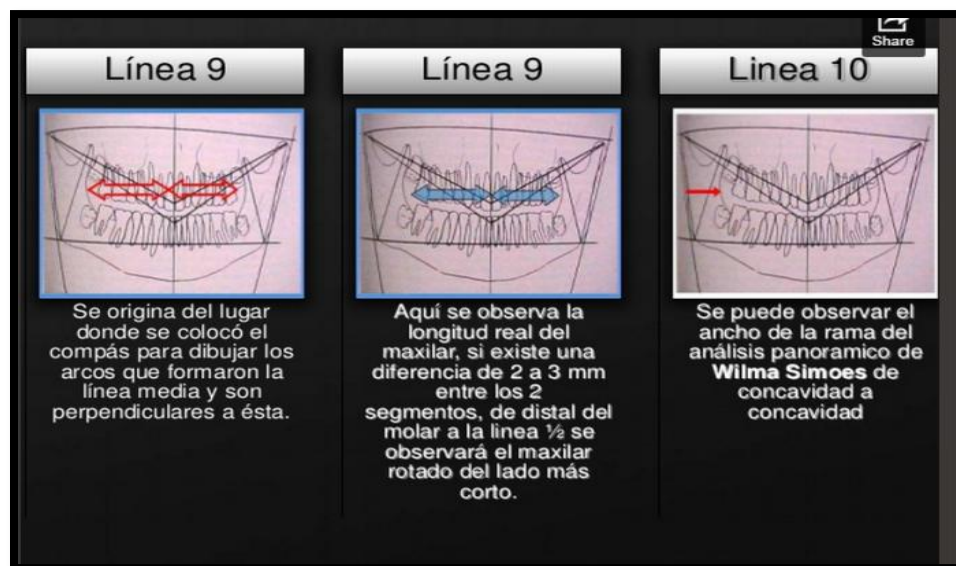 Share
Línea 9
Se origina del lugar
donde se colocó el
compás para dibujar los
arcos que formaron la
línea media y son
perpendiculares a ésta.
Línea 9
Aquí se observa la
longitud real del
maxilar, si existe una
diferencia de 2 a 3 mm
entre los 2
segmentos, de distal del
molar a la linea ½ se
observará el maxilar
rotado del lado más
corto.
Linea 10
Se puede observar el
ancho de la rama del
análisis panoramico de
Wilma Simoes de
concavidad a
concavidad